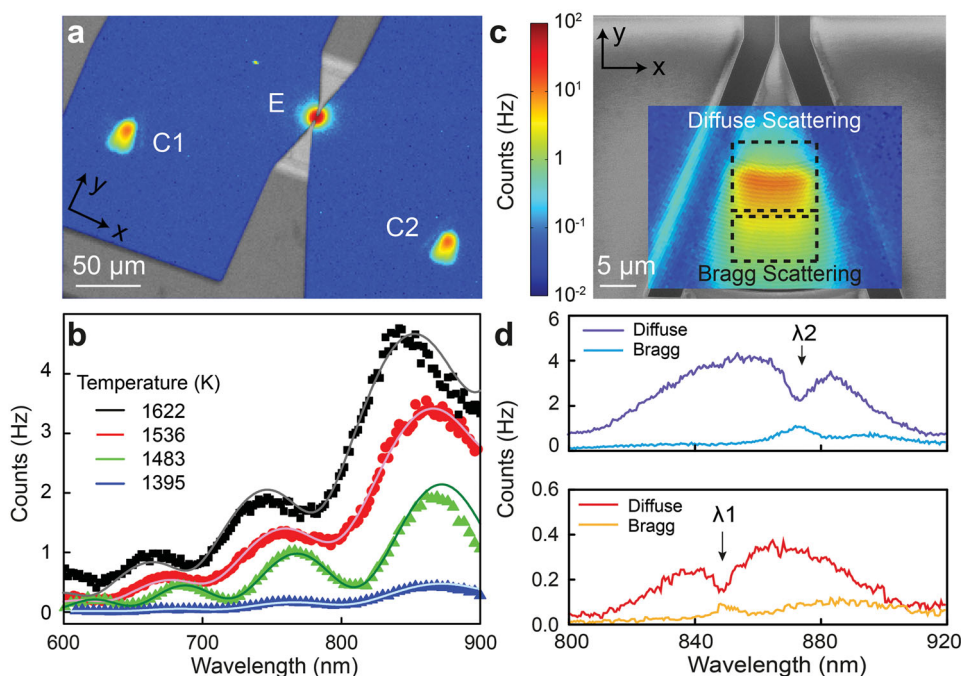 a
E
C1
C2
y
x
50 µm
Counts (Hz)
10²
10
1
10⁻¹
10⁻²
c
y
x
Diffuse Scattering
Bragg Scattering
5 µm
b
Temperature (K)
1622
1536
1483
1395
Counts (Hz)
4
3
2
1
0
600 700 800 900
Wavelength (nm)
d
Diffuse
Bragg
λ2
6
4
2
0
Counts (Hz)
Diffuse
Bragg
λ1
0.6
0.4
0.2
0.0
800 840 880 920
Wavelength (nm)